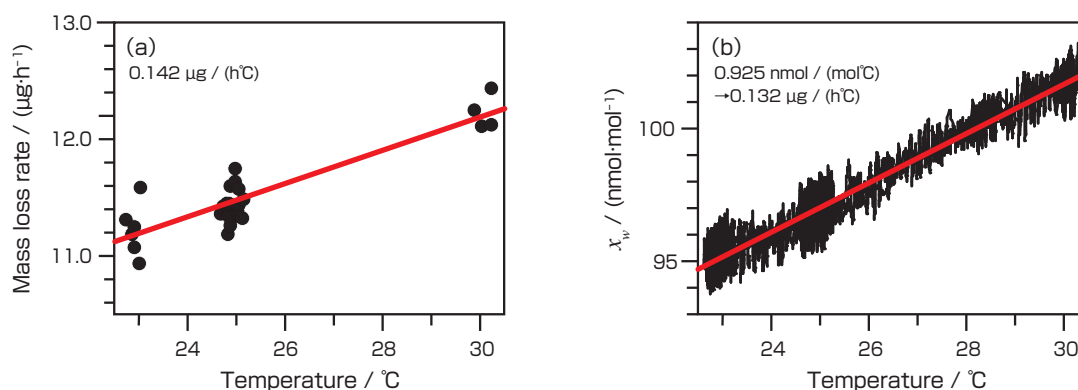 (a)
0.142 µg / (h℃)
13.0
12.0
11.0
Mass loss rate / (µg·h⁻¹)
24
26
28
30
Temperature / ℃
(b)
0.925 nmol / (mol℃)
→0.132 µg / (h℃)
100
95
x_w / (nmol·mol⁻¹)
24
26
28
30
Temperature / ℃